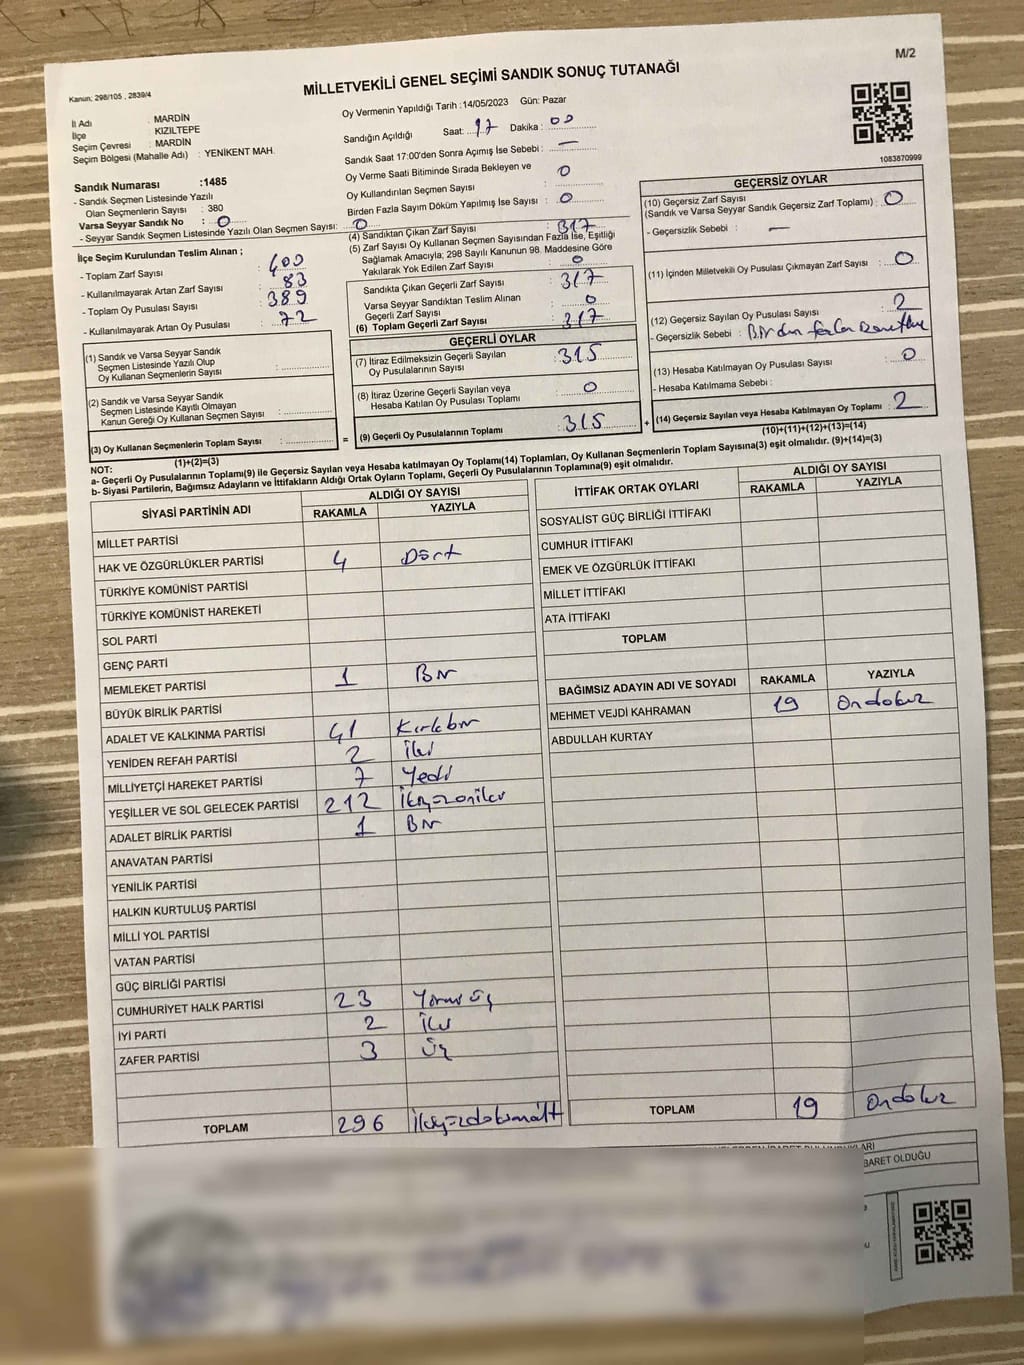 M/2
Kanun; 298/105 , 2839/4
MİLLETVEKİLİ GENEL SEÇİMİ SANDIK SONUÇ TUTANAĞI
İl Adı : MARDİN
İlçe : KIZILTEPE
Seçim Çevresi : MARDİN
Seçim Bölgesi (Mahalle Adı) : YENİKENT MAH.
Sandık Numarası :1485
- Sandık Seçmen Listesinde Yazılı
Olan Seçmenlerin Sayısı : 380
Varsa Seyyar Sandık No : 0
- Seyyar Sandık Seçmen Listesinde Yazılı Olan Seçmen Sayısı: 0
İlçe Seçim Kurulundan Teslim Alınan ;
- Toplam Zarf Sayısı : 400
- Kullanılmayarak Artan Zarf Sayısı : 83
- Toplam Oy Pusulası Sayısı : 389
- Kullanılmayarak Artan Oy Pusulası : 72
(1) Sandık ve Varsa Seyyar Sandık
Seçmen Listesinde Yazılı Olup
Oy Kullanan Seçmenlerin Sayısı :
(2) Sandık ve Varsa Seyyar Sandık
Seçmen Listesinde Kayıtlı Olmayan
Kanun Gereği Oy Kullanan Seçmen Sayısı :
(3) Oy Kullanan Seçmenlerin Toplam Sayısı :
(1)+(2)=(3)
Oy Vermenin Yapıldığı Tarih :14/05/2023 Gün: Pazar
Sandığın Açıldığı Saat: 17 Dakika : 00
Sandık Saat 17:00'den Sonra Açımış İse Sebebi : —
Oy Verme Saati Bitiminde Sırada Bekleyen ve
Oy Kullandırılan Seçmen Sayısı : 0
Birden Fazla Sayım Döküm Yapılmış İse Sayısı : 0
(4) Sandıktan Çıkan Zarf Sayısı : 317
(5) Zarf Sayısı Oy Kullanan Seçmen Sayısından Fazla İse, Eşitliği
Sağlamak Amacıyla; 298 Sayılı Kanunun 98. Maddesine Göre
Yakılarak Yok Edilen Zarf Sayısı : 0
Sandıkta Çıkan Geçerli Zarf Sayısı : 317
Varsa Seyyar Sandıktan Teslim Alınan
Geçerli Zarf Sayısı : 0
(6) Toplam Geçerli Zarf Sayısı : 317
GEÇERLİ OYLAR
(7) İtiraz Edilmeksizin Geçerli Sayılan
Oy Pusulalarının Sayısı : 315
(8) İtiraz Üzerine Geçerli Sayılan veya
Hesaba Katılan Oy Pusulası Toplamı : 0
= (9) Geçerli Oy Pusulalarının Toplamı : 315 +
1083870999
GEÇERSİZ OYLAR
(10) Geçersiz Zarf Sayısı
(Sandık ve Varsa Seyyar Sandık Geçersiz Zarf Toplamı) : 0
- Geçersizlik Sebebi : —
(11) İçinden Milletvekili Oy Pusulası Çıkmayan Zarf Sayısı : 0
(12) Geçersiz Sayılan Oy Pusulası Sayısı : 2
- Geçersizlik Sebebi : Birden fazla
(13) Hesaba Katılmayan Oy Pusulası Sayısı : 0
- Hesaba Katılmama Sebebi :
(14) Geçersiz Sayılan veya Hesaba Katılmayan Oy Toplamı : 2
(10)+(11)+(12)+(13)=(14)
NOT:
a- Geçerli Oy Pusulalarının Toplamı(9) ile Geçersiz Sayılan veya Hesaba katılmayan Oy Toplamı(14) Toplamları, Oy Kullanan Seçmenlerin Toplam Sayısına(3) eşit olmalıdır. (9)+(14)=(3)
b- Siyasi Partilerin, Bağımsız Adayların ve İttifakların Aldığı Ortak Oyların Toplamı, Geçerli Oy Pusulalarının Toplamına(9) eşit olmalıdır.
SİYASİ PARTİNİN ADI ALDIĞI OY SAYISI
RAKAMLA YAZIYLA
MİLLET PARTİSİ
HAK VE ÖZGÜRLÜKLER PARTİSİ 4 Dört
TÜRKİYE KOMÜNİST PARTİSİ
TÜRKİYE KOMÜNİST HAREKETİ
SOL PARTİ
GENÇ PARTİ
MEMLEKET PARTİSİ 1 Bir
BÜYÜK BİRLİK PARTİSİ
ADALET VE KALKINMA PARTİSİ 41 Kırkbir
YENİDEN REFAH PARTİSİ 2 İki
MİLLİYETÇİ HAREKET PARTİSİ 7 Yedi
YEŞİLLER VE SOL GELECEK PARTİSİ 212 İkiyüzoniki
ADALET BİRLİK PARTİSİ 1 Bir
ANAVATAN PARTİSİ
YENİLİK PARTİSİ
HALKIN KURTULUŞ PARTİSİ
MİLLİ YOL PARTİSİ
VATAN PARTİSİ
GÜÇ BİRLİĞİ PARTİSİ
CUMHURİYET HALK PARTİSİ 23 Yirmi üç
İYİ PARTİ 2 İki
ZAFER PARTİSİ 3 Üç
TOPLAM 296 İkiyüzdoksanaltı
İTTİFAK ORTAK OYLARI ALDIĞI OY SAYISI
RAKAMLA YAZIYLA
SOSYALİST GÜÇ BİRLİĞİ İTTİFAKI
CUMHUR İTTİFAKI
EMEK VE ÖZGÜRLÜK İTTİFAKI
MİLLET İTTİFAKI
ATA İTTİFAKI
TOPLAM
BAĞIMSIZ ADAYIN ADI VE SOYADI RAKAMLA YAZIYLA
MEHMET VEJDİ KAHRAMAN 19 Ondokuz
ABDULLAH KURTAY
TOPLAM 19 Ondokuz
BARET OLDUĞU